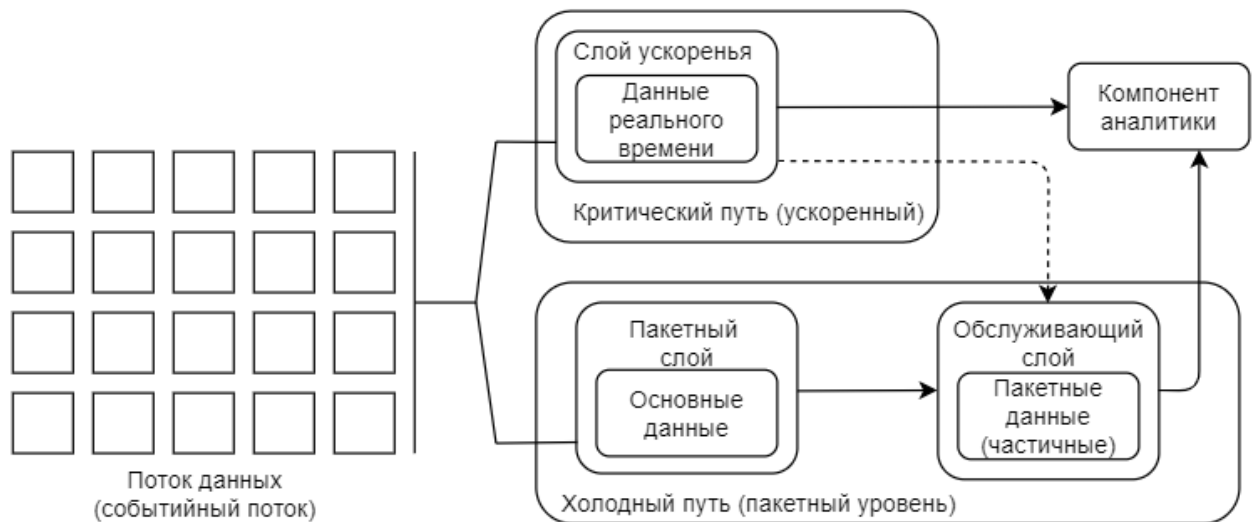 Слой ускоренья
Данные
реального
времени
Критический путь (ускоренный)
Компонент
аналитики
Поток данных
(событийный поток)
Пакетный
слой
Основные
данные
Обслуживающий
слой
Пакетные
данные
(частичные)
Холодный путь (пакетный уровень)